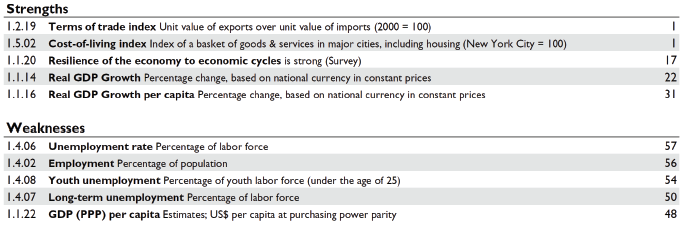 Strengths
1.2.19 Terms of trade index Unit value of exports over unit value of imports (2000 = 100) 1
1.5.02 Cost-of-living index Index of a basket of goods & services in major cities, including housing (New York City = 100) 1
1.1.20 Resilience of the economy to economic cycles is strong (Survey) 17
1.1.14 Real GDP Growth Percentage change, based on national currency in constant prices 22
1.1.16 Real GDP Growth per capita Percentage change, based on national currency in constant prices 31
Weaknesses
1.4.06 Unemployment rate Percentage of labor force 57
1.4.02 Employment Percentage of population 56
1.4.08 Youth unemployment Percentage of youth labor force (under the age of 25) 54
1.4.07 Long-term unemployment Percentage of labor force 50
1.1.22 GDP (PPP) per capita Estimates; US$ per capita at purchasing power parity 48